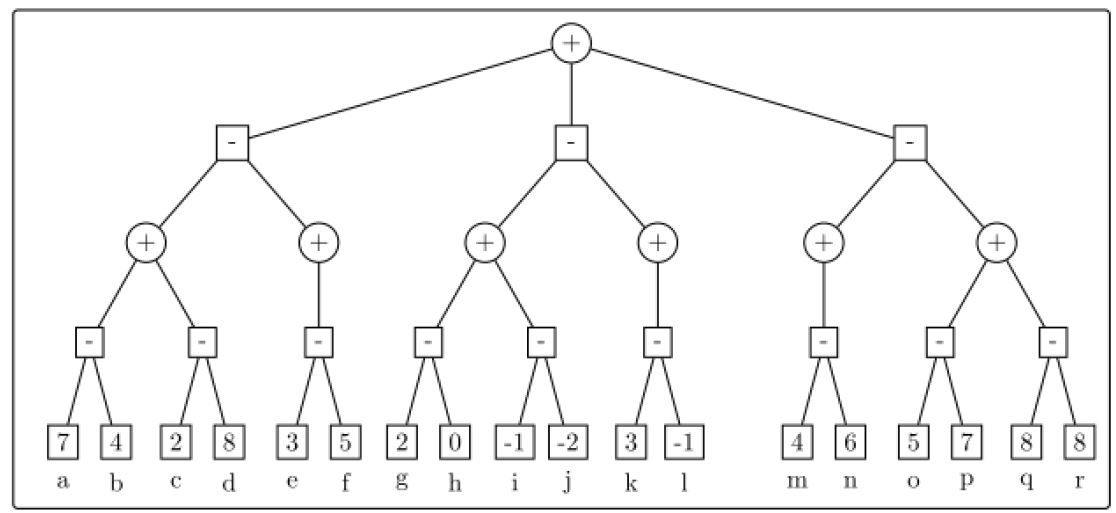 +
- - -
+ + + + + +
- - - - - - - - - -
7 4 2 8 3 5 2 0 -1 -2 3 -1 4 6 5 7 8 8
a b c d e f g h i j k l m n o p q r